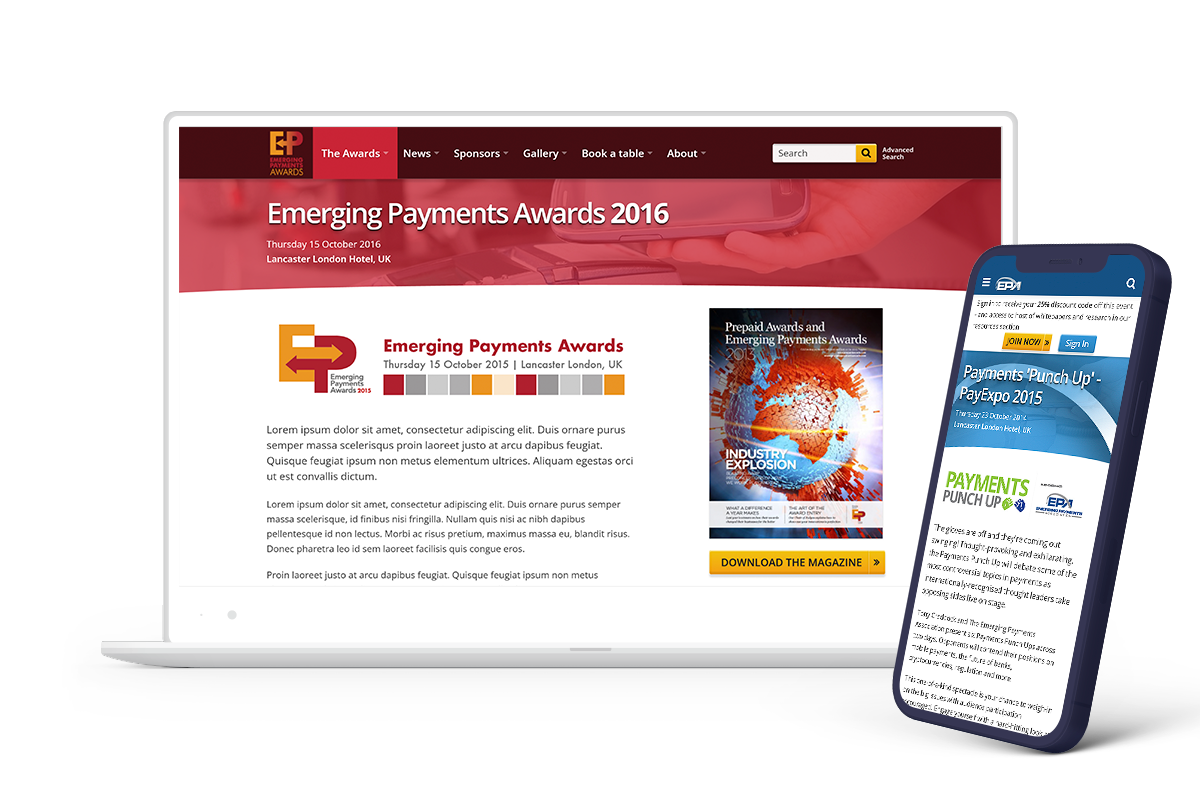 EP
EMERGING
PAYMENTS
AWARDS
The Awards
News
Sponsors
Gallery
Book a table
About
Search
Advanced
Search
Emerging Payments Awards 2016
Thursday 15 October 2016
Lancaster London Hotel, UK
EP
Emerging
Payments
Awards 2015
Emerging Payments Awards
Thursday 15 October 2015 | Lancaster London, UK
Lorem ipsum dolor sit amet, consectetur adipiscing elit. Duis ornare purus
semper massa scelerisqus proin laoreet justo at arcu dapibus feugiat.
Quisque feugiat ipsum non metus elementum ultrices. Aliquam egestas orci
ut est convallis dictum.
Lorem ipsum dolor sit amet, consectetur adipiscing elit. Duis ornare purus
massa scelerisque, id finibus nisi fringilla. Nullam quis nisi ac nibh dapibus
pellentesque id non lectus. Morbi ac risus pretium, maximus massa eu, blandit risus.
Donec pharetra leo id sem laoreet facilisis quis congue eros.
Proin laoreet justo at arcu dapibus feugiat. Quisque feugiat ipsum non metus
Prepaid Awards and
Emerging Payments Awards
2013
INDUSTRY
EXPLOSION
WHAT A DIFFERENCE
A YEAR MAKES
THE ART OF THE
AWARD ENTRY
DOWNLOAD THE MAGAZINE »
EPA
Sign in to receive your 25% discount code off this event
- and access to host of whitepapers and research in our
resources section
JOIN NOW »
Sign In
Payments 'Punch Up' -
PayExpo 2015
Thursday 23 October 2014
Lancaster London Hotel, UK
PAYMENTS
PUNCH UP
EPA
EMERGING PAYMENTS
The gloves are off and they're coming out
swinging! Thought-provoking and exhilarating,
the Payments Punch Up will debate some of the
most controversial topics in payments as
internationally-recognised thought leaders take
opposing sides live on stage.
Tony Craddock and The Emerging Payments
Association present six Payments Punch Ups across
two days. Opponents will contend their positions on
mobile payments, the future of banks,
cryptocurrencies, regulation and more.
This one-of-a-kind spectacle is your chance to weigh-in
on the big issues with audience participation
encouraged. Engage yourself with a hard-hitting look at